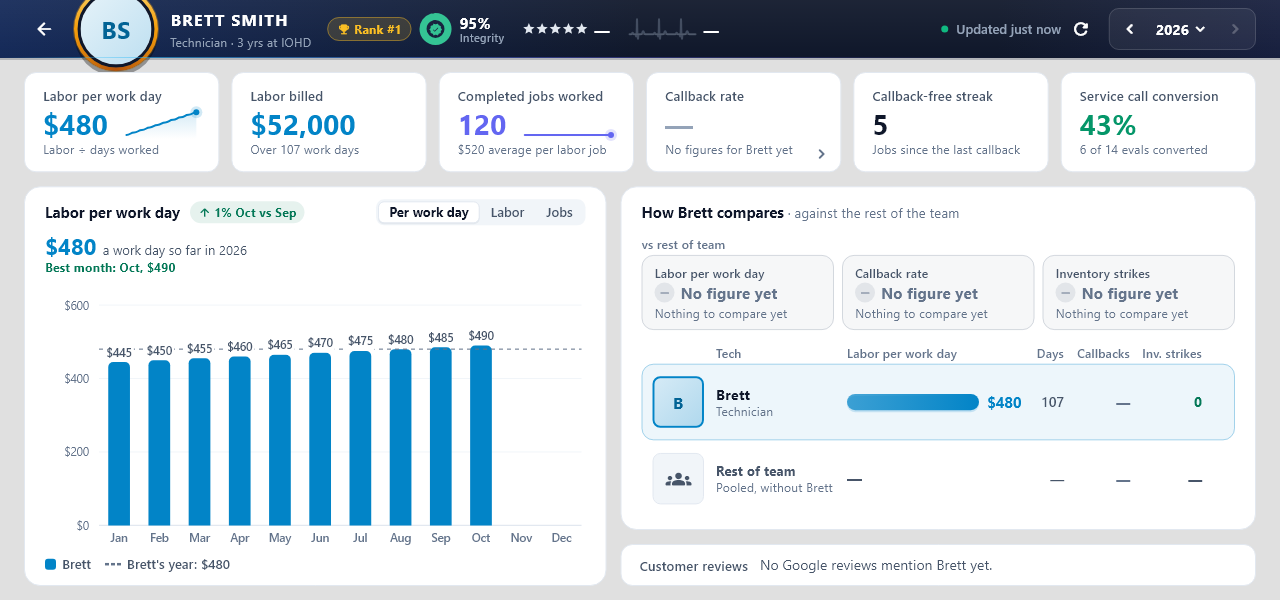 BS
BRETT SMITH
Technician · 3 yrs at IOHD
Rank #1
95%
Integrity
★★★★★ —
—
Updated just now
2026
Labor per work day
$480
Labor ÷ days worked
Labor billed
$52,000
Over 107 work days
Completed jobs worked
120
$520 average per labor job
Callback rate
—
No figures for Brett yet
Callback-free streak
5
Jobs since the last callback
Service call conversion
43%
6 of 14 evals converted
Labor per work day
↑ 1% Oct vs Sep
Per work day Labor Jobs
$480 a work day so far in 2026
Best month: Oct, $490
$600
$400
$200
$0
$445 $450 $455 $460 $465 $470 $475 $480 $485 $490
Jan Feb Mar Apr May Jun Jul Aug Sep Oct Nov Dec
Brett Brett's year: $480
How Brett compares · against the rest of the team
vs rest of team
Labor per work day
— No figure yet
Nothing to compare yet
Callback rate
— No figure yet
Nothing to compare yet
Inventory strikes
— No figure yet
Nothing to compare yet
Tech Labor per work day Days Callbacks Inv. strikes
B
Brett
Technician
$480 107 — 0
Rest of team
Pooled, without Brett
— — — —
Customer reviews No Google reviews mention Brett yet.